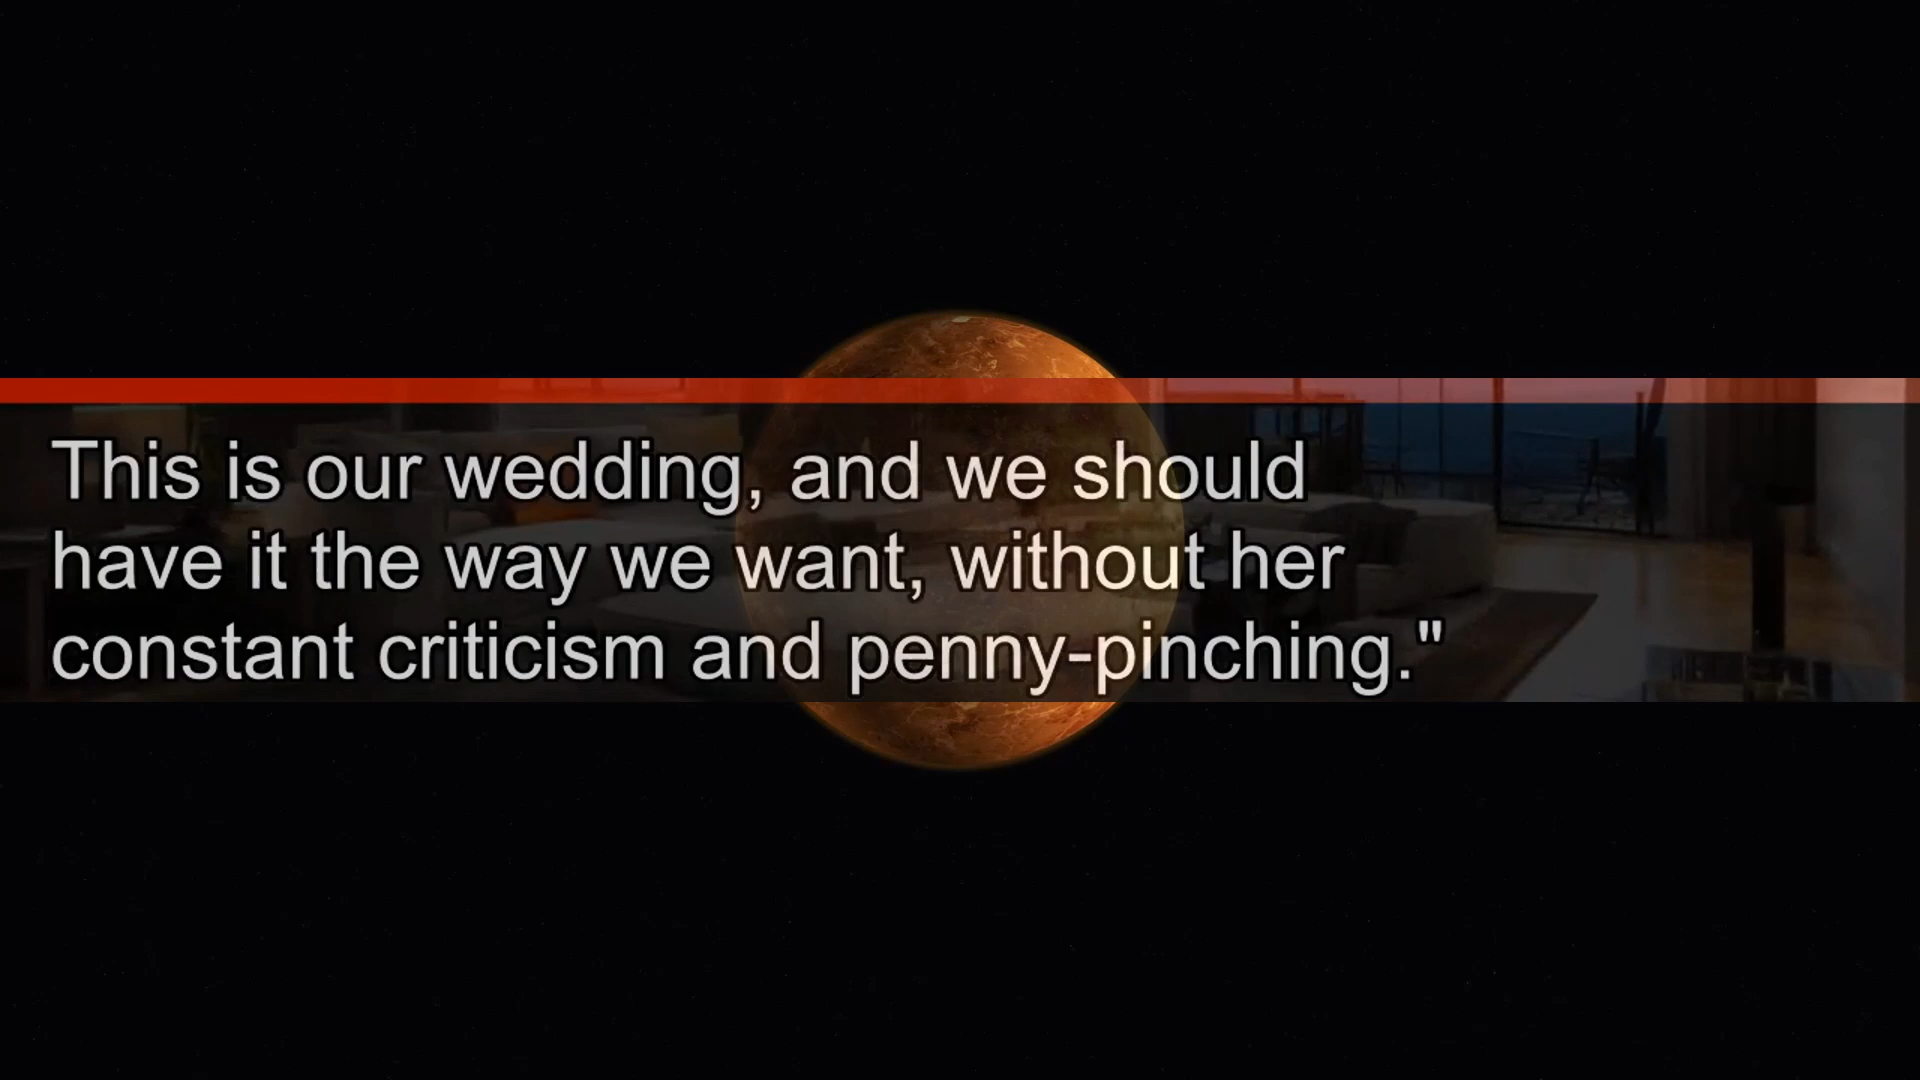 This is our wedding, and we should
have it the way we want, without her
constant criticism and penny-pinching."